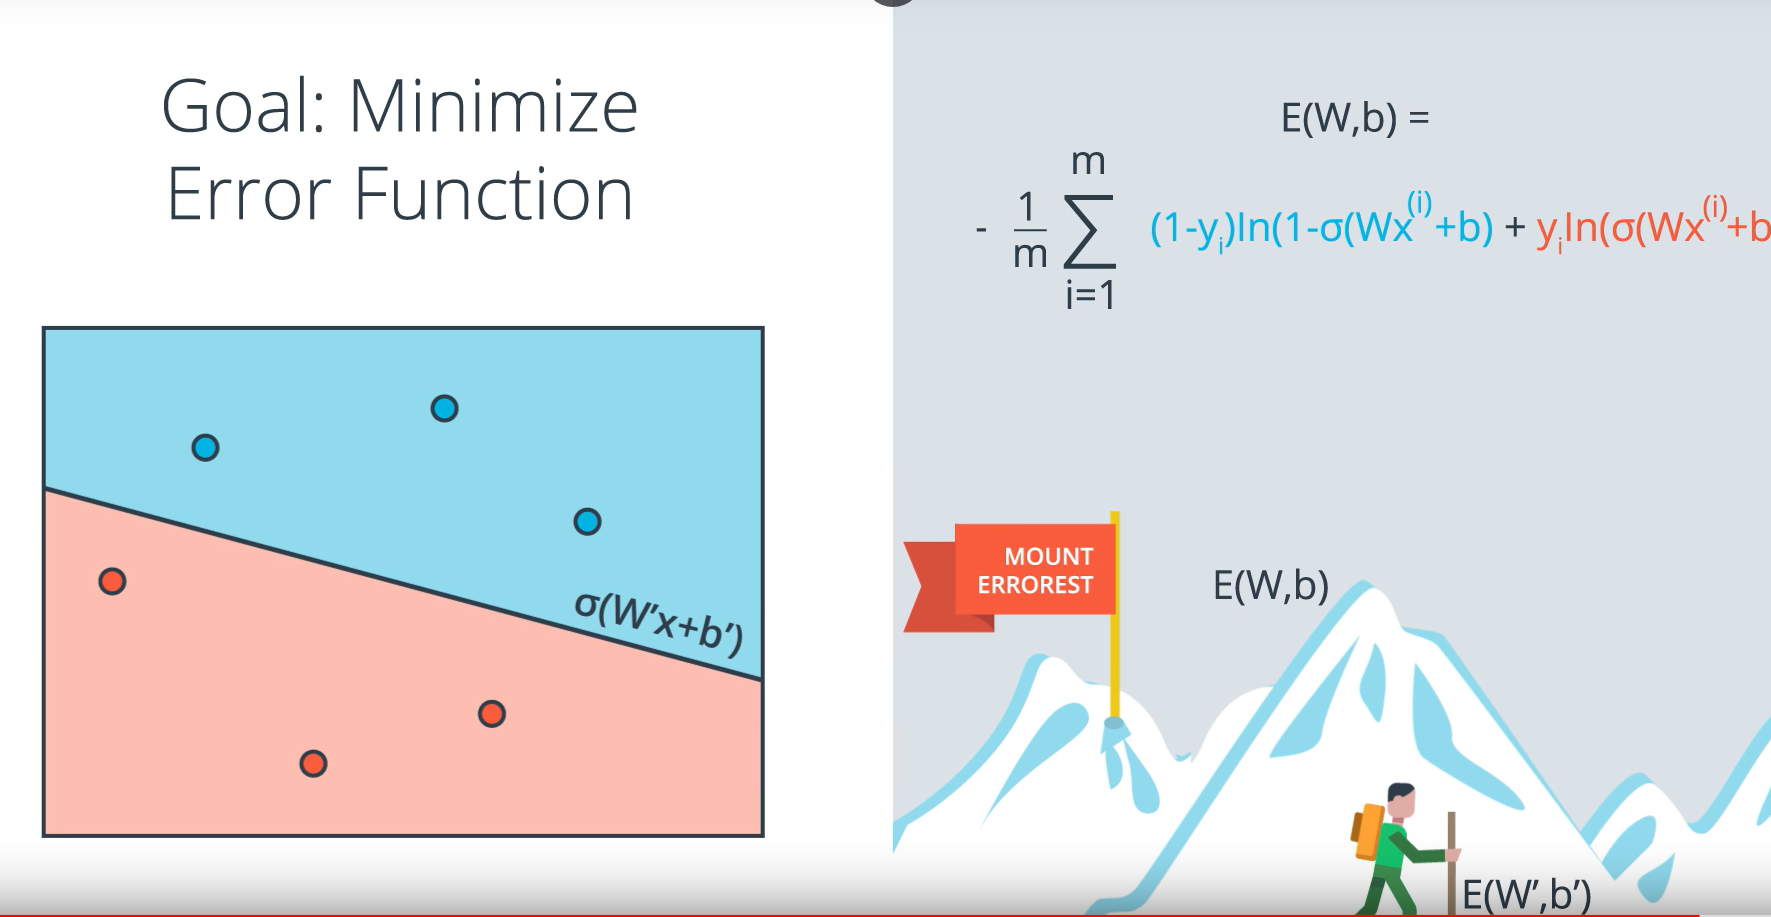 Goal: Minimize
Error Function
σ(W’x+b’)
E(W,b) =
m
- 1/m ∑ (1-yᵢ)ln(1-σ(Wx⁽ⁱ⁾+b) + yᵢln(σ(Wx⁽ⁱ⁾+b
i=1
MOUNT
ERROREST
E(W,b)
E(W’,b’)